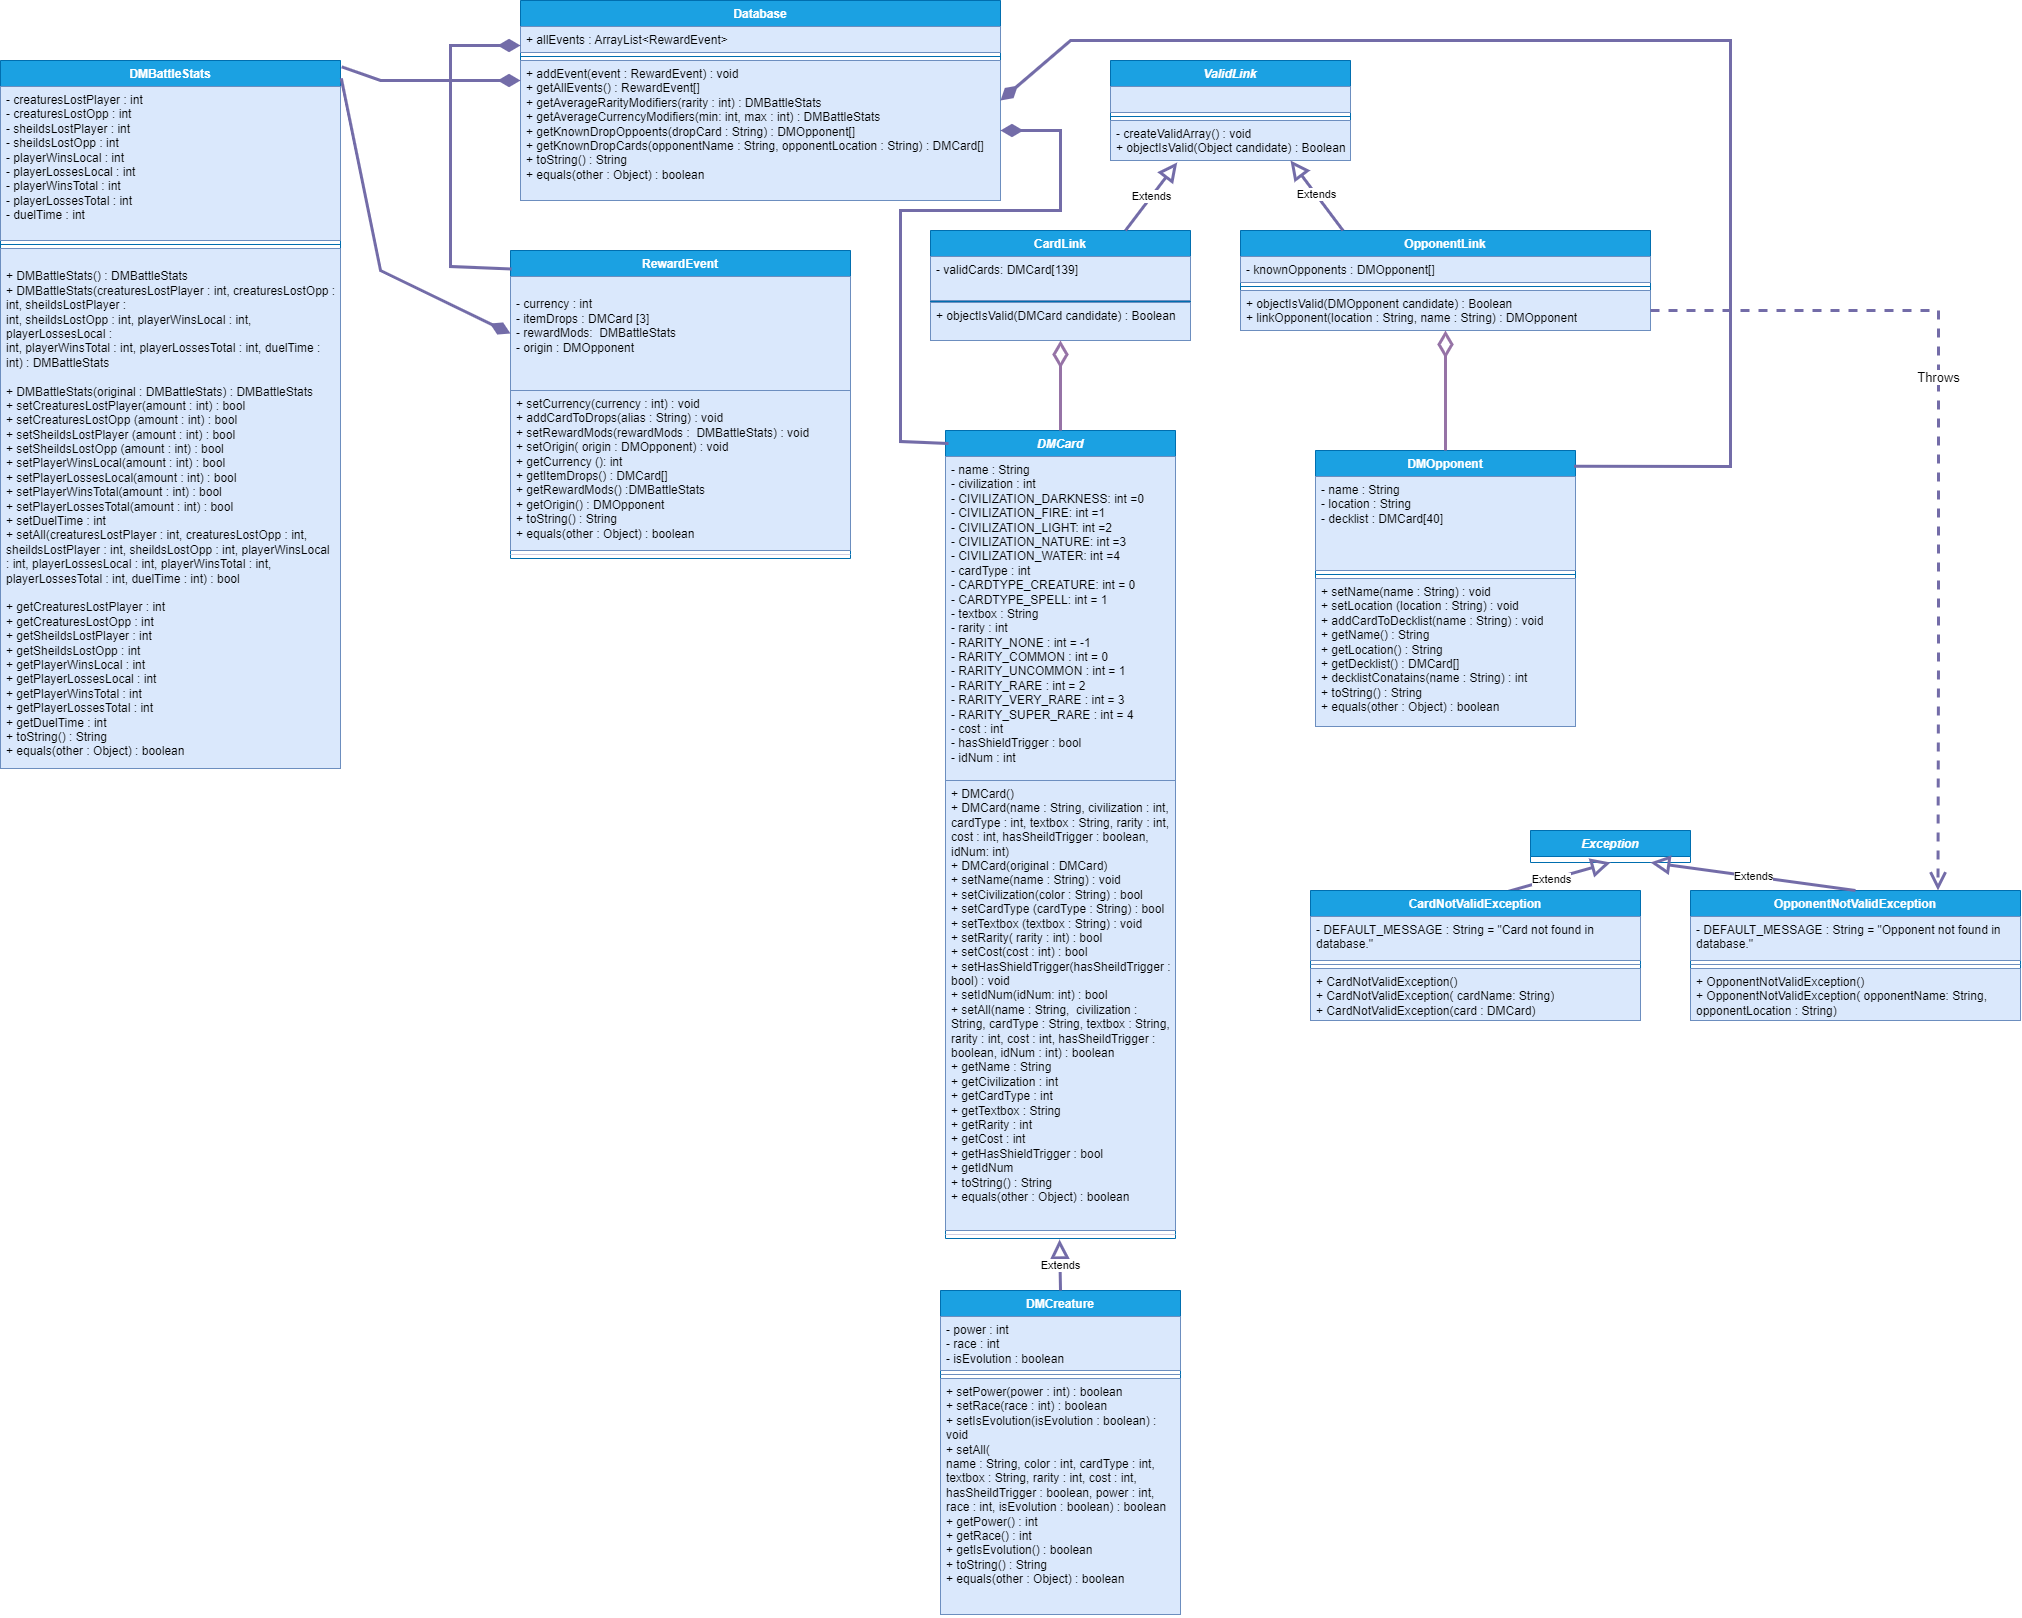 Database
+ allEvents : ArrayList<RewardEvent>
+ addEvent(event : RewardEvent) : void
+ getAllEvents() : RewardEvent[]
+ getAverageRarityModifiers(rarity : int) : DMBattleStats
+ getAverageCurrencyModifiers(min: int, max : int) : DMBattleStats
+ getKnownDropOppoents(dropCard : String) : DMOpponent[]
+ getKnownDropCards(opponentName : String, opponentLocation : String) : DMCard[]
+ toString() : String
+ equals(other : Object) : boolean
DMBattleStats
- creaturesLostPlayer : int
- creaturesLostOpp : int
- sheildsLostPlayer : int
- sheildsLostOpp : int
- playerWinsLocal : int
- playerLossesLocal : int
- playerWinsTotal : int
- playerLossesTotal : int
- duelTime : int
+ DMBattleStats() : DMBattleStats
+ DMBattleStats(creaturesLostPlayer : int, creaturesLostOpp :
int, sheildsLostPlayer :
int, sheildsLostOpp : int, playerWinsLocal : int,
playerLossesLocal :
int, playerWinsTotal : int, playerLossesTotal : int, duelTime :
int) : DMBattleStats
+ DMBattleStats(original : DMBattleStats) : DMBattleStats
+ setCreaturesLostPlayer(amount : int) : bool
+ setCreaturesLostOpp (amount : int) : bool
+ setSheildsLostPlayer (amount : int) : bool
+ setSheildsLostOpp (amount : int) : bool
+ setPlayerWinsLocal(amount : int) : bool
+ setPlayerLossesLocal(amount : int) : bool
+ setPlayerWinsTotal(amount : int) : bool
+ setPlayerLossesTotal(amount : int) : bool
+ setDuelTime : int
+ setAll(creaturesLostPlayer : int, creaturesLostOpp : int,
sheildsLostPlayer : int, sheildsLostOpp : int, playerWinsLocal
: int, playerLossesLocal : int, playerWinsTotal : int,
playerLossesTotal : int, duelTime : int) : bool
+ getCreaturesLostPlayer : int
+ getCreaturesLostOpp : int
+ getSheildsLostPlayer : int
+ getSheildsLostOpp : int
+ getPlayerWinsLocal : int
+ getPlayerLossesLocal : int
+ getPlayerWinsTotal : int
+ getPlayerLossesTotal : int
+ getDuelTime : int
+ toString() : String
+ equals(other : Object) : boolean
RewardEvent
- currency : int
- itemDrops : DMCard [3]
- rewardMods: DMBattleStats
- origin : DMOpponent
+ setCurrency(currency : int) : void
+ addCardToDrops(alias : String) : void
+ setRewardMods(rewardMods : DMBattleStats) : void
+ setOrigin( origin : DMOpponent) : void
+ getCurrency (): int
+ getItemDrops() : DMCard[]
+ getRewardMods() :DMBattleStats
+ getOrigin() : DMOpponent
+ toString() : String
+ equals(other : Object) : boolean
ValidLink
- createValidArray() : void
+ objectIsValid(Object candidate) : Boolean
Extends
Extends
CardLink
- validCards: DMCard[139]
+ objectIsValid(DMCard candidate) : Boolean
OpponentLink
- knownOpponents : DMOpponent[]
+ objectIsValid(DMOpponent candidate) : Boolean
+ linkOpponent(location : String, name : String) : DMOpponent
Throws
DMCard
- name : String
- civilization : int
- CIVILIZATION_DARKNESS: int =0
- CIVILIZATION_FIRE: int =1
- CIVILIZATION_LIGHT: int =2
- CIVILIZATION_NATURE: int =3
- CIVILIZATION_WATER: int =4
- cardType : int
- CARDTYPE_CREATURE: int = 0
- CARDTYPE_SPELL: int = 1
- textbox : String
- rarity : int
- RARITY_NONE : int = -1
- RARITY_COMMON : int = 0
- RARITY_UNCOMMON : int = 1
- RARITY_RARE : int = 2
- RARITY_VERY_RARE : int = 3
- RARITY_SUPER_RARE : int = 4
- cost : int
- hasShieldTrigger : bool
- idNum : int
+ DMCard()
+ DMCard(name : String, civilization : int,
cardType : int, textbox : String, rarity : int,
cost : int, hasSheildTrigger : boolean,
idNum: int)
+ DMCard(original : DMCard)
+ setName(name : String) : void
+ setCivilization(color : String) : bool
+ setCardType (cardType : String) : bool
+ setTextbox (textbox : String) : void
+ setRarity( rarity : int) : bool
+ setCost(cost : int) : bool
+ setHasShieldTrigger(hasSheildTrigger :
bool) : void
+ setIdNum(idNum: int) : bool
+ setAll(name : String, civilization :
String, cardType : String, textbox : String,
rarity : int, cost : int, hasSheildTrigger :
boolean, idNum : int) : boolean
+ getName : String
+ getCivilization : int
+ getCardType : int
+ getTextbox : String
+ getRarity : int
+ getCost : int
+ getHasShieldTrigger : bool
+ getIdNum
+ toString() : String
+ equals(other : Object) : boolean
DMOpponent
- name : String
- location : String
- decklist : DMCard[40]
+ setName(name : String) : void
+ setLocation (location : String) : void
+ addCardToDecklist(name : String) : void
+ getName() : String
+ getLocation() : String
+ getDecklist() : DMCard[]
+ decklistConatains(name : String) : int
+ toString() : String
+ equals(other : Object) : boolean
Exception
Extends
Extends
CardNotValidException
- DEFAULT_MESSAGE : String = "Card not found in
database."
+ CardNotValidException()
+ CardNotValidException( cardName: String)
+ CardNotValidException(card : DMCard)
OpponentNotValidException
- DEFAULT_MESSAGE : String = "Opponent not found in
database."
+ OpponentNotValidException()
+ OpponentNotValidException( opponentName: String,
opponentLocation : String)
Extends
DMCreature
- power : int
- race : int
- isEvolution : boolean
+ setPower(power : int) : boolean
+ setRace(race : int) : boolean
+ setIsEvolution(isEvolution : boolean) :
void
+ setAll(
name : String, color : int, cardType : int,
textbox : String, rarity : int, cost : int,
hasSheildTrigger : boolean, power : int,
race : int, isEvolution : boolean) : boolean
+ getPower() : int
+ getRace() : int
+ getIsEvolution() : boolean
+ toString() : String
+ equals(other : Object) : boolean